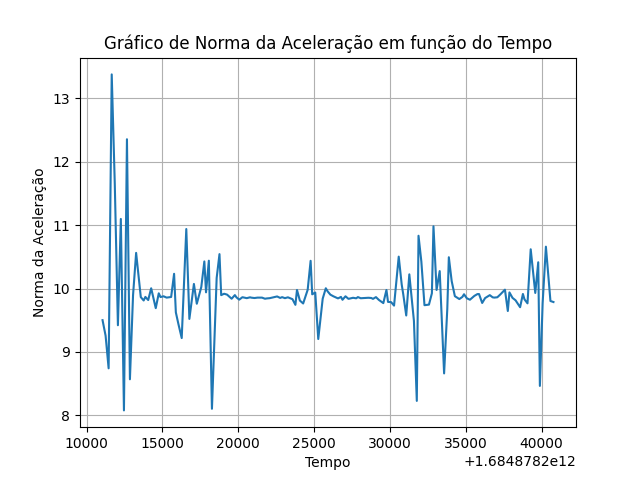 Gráfico de Norma da Aceleração em função do Tempo
Norma da Aceleração
13
12
11
10
9
8
10000 15000 20000 25000 30000 35000 40000
Tempo
+1.6848782e12